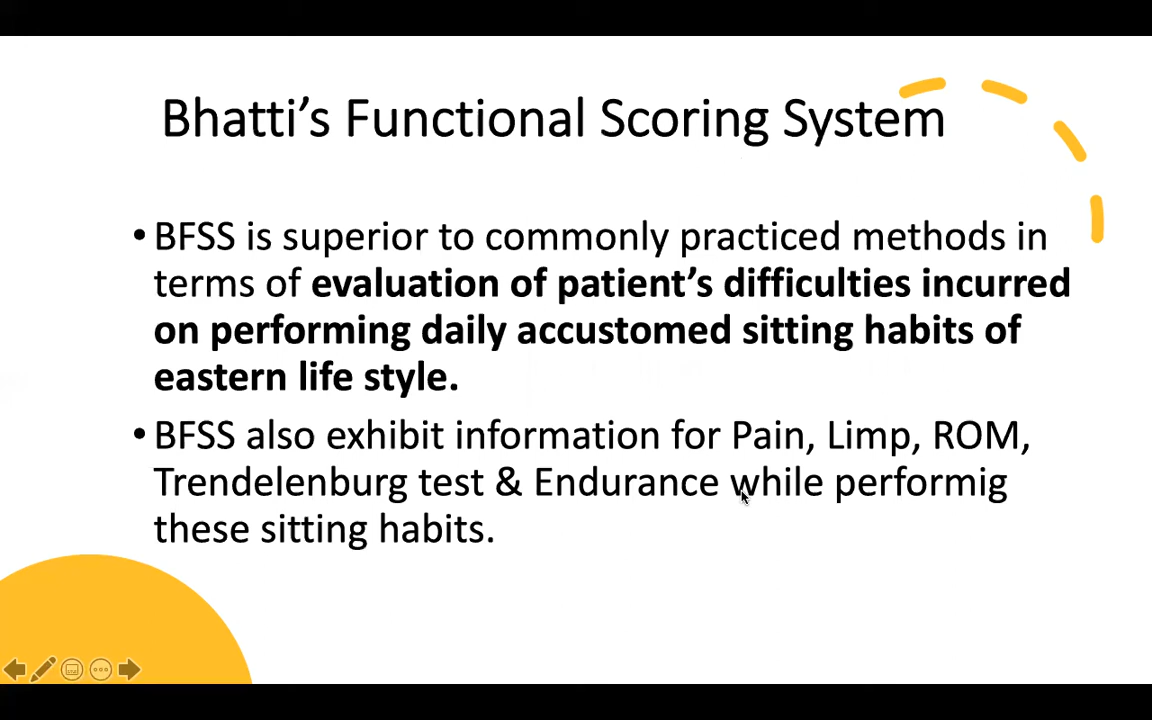 Bhatti’s Functional Scoring System
•BFSS is superior to commonly practiced methods in
terms of evaluation of patient’s difficulties incurred
on performing daily accustomed sitting habits of
eastern life style.
•BFSS also exhibit information for Pain, Limp, ROM,
Trendelenburg test & Endurance while performig
these sitting habits.